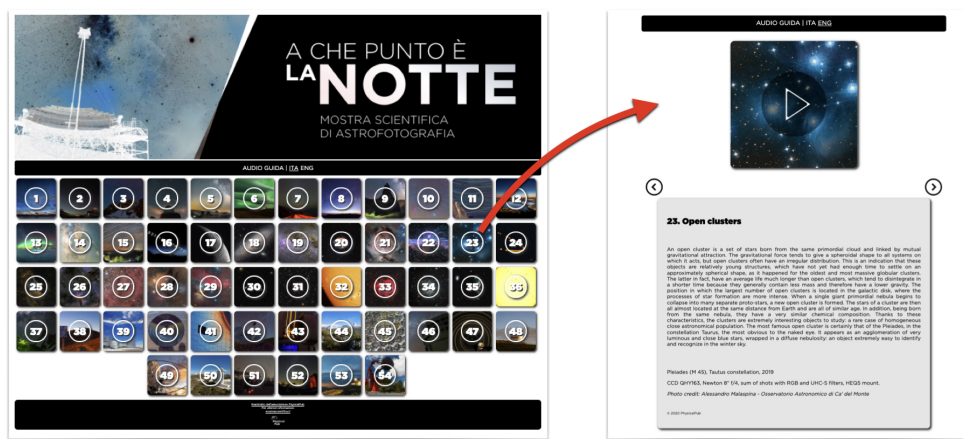 A CHE PUNTO È
LA NOTTE
MOSTRA SCIENTIFICA
DI ASTROFOTOGRAFIA
AUDIO GUIDA | ITA ENG
1 2 3 4 5 6 7 8 9 10 11 12
13 14 15 16 17 18 19 20 21 22 23 24
25 26 27 28 29 30 31 32 33 34 35 36
37 38 39 40 41 42 43 44 45 46 47 48
49 50 51 52 53 54
AUDIO GUIDA | ITA ENG
23. Open clusters
An open cluster is a set of stars born from the same primordial cloud and linked by mutual
gravitational attraction. The gravitational force tends to give a spheroidal shape to all systems on
which it acts, but open clusters often have an irregular distribution. This is an indication that these
objects are relatively young structures, which have not yet had enough time to settle on an
approximately spherical shape, as it happened for the oldest and most massive globular clusters.
The latter in fact, have an average life much longer than open clusters, which tend to disintegrate in
a shorter time because they generally contain less mass and therefore have a lower gravity. The
position in which the largest number of open clusters is located in the galactic disk, where the
processes of star formation are more intense. When a single giant primordial nebula begins to
collapse into many separate proto-stars, a new open cluster is formed. The stars of a cluster are then
all almost located at the same distance from Earth and are all of similar age. In addition, being born
from the same nebula, they have a very similar chemical composition. Thanks to these
characteristics, the clusters are extremely interesting objects to study: a rare case of homogeneous
close astronomical population. The most famous open cluster is certainly that of the Pleiades, in the
constellation Taurus, the most obvious to the naked eye. It appears as an agglomeration of very
luminous and close blue stars, wrapped in a diffuse nebulosity: an object extremely easy to identify
and recognize in the winter sky.
Pleiades (M 45), Tautus constellation, 2019
CCD QHY163, Newton 8" f/4, sum of shots with RGB and UHC-S filters, HEQ5 mount.
Photo credit: Alessandro Malaspina - Osservatorio Astronomico di Ca' del Monte
© 2020 PhysicalPub